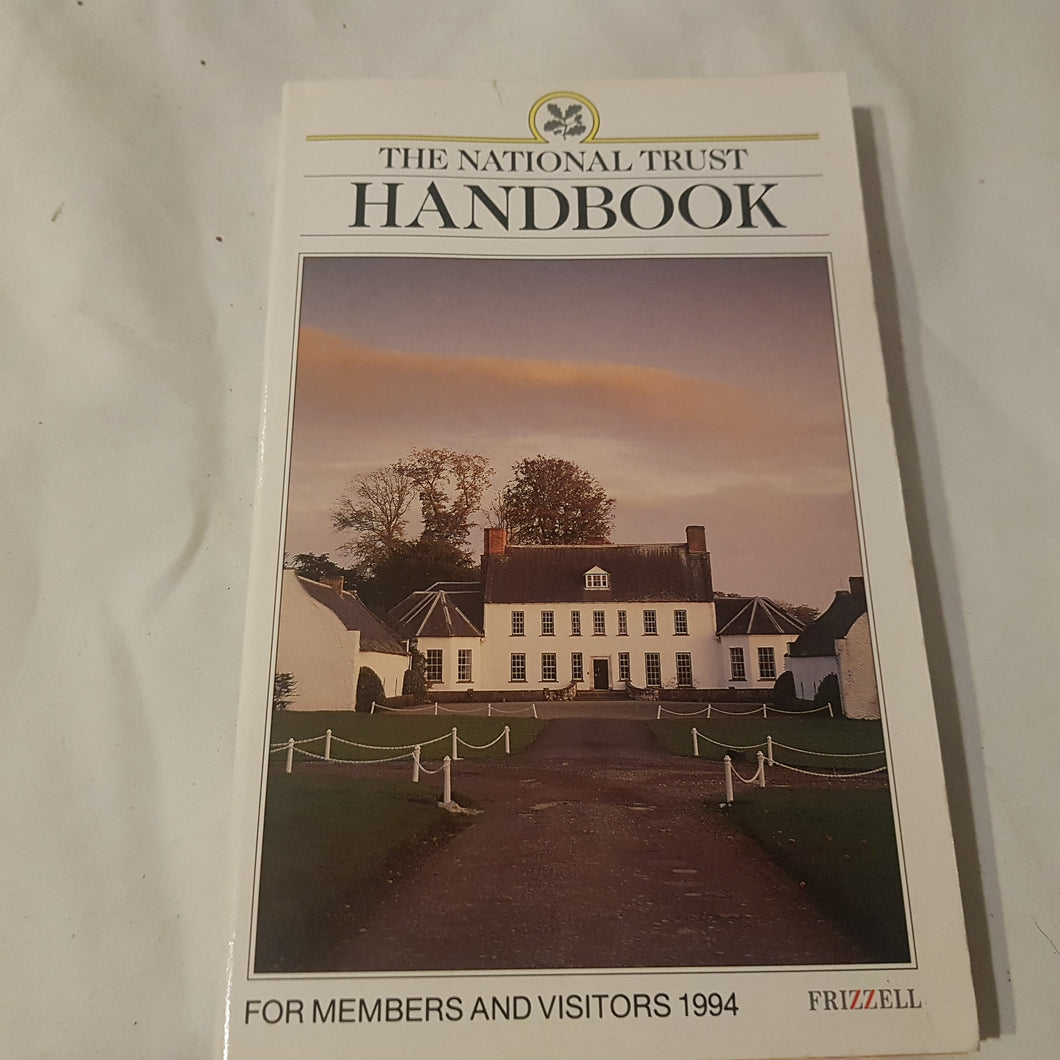 THE NATIONAL TRUST
HANDBOOK
FOR MEMBERS AND VISITORS 1994
FRIZZELL